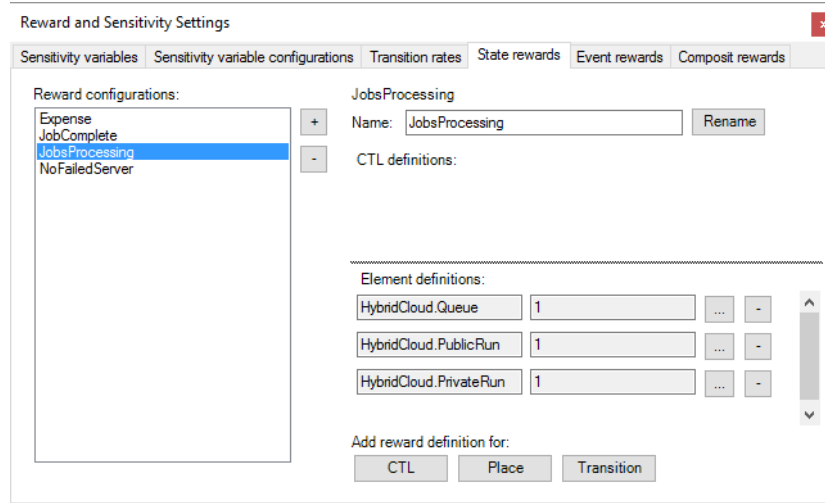 Reward and Sensitivity Settings
x
Sensitivity variables Sensitivity variable configurations Transition rates State rewards Event rewards Composit rewards
Reward configurations:
Expense
JobComplete
JobsProcessing
NoFailedServer
+
-
JobsProcessing
Name: JobsProcessing Rename
CTL definitions:
Element definitions:
HybridCloud.Queue 1 ... -
HybridCloud.PublicRun 1 ... -
HybridCloud.PrivateRun 1 ... -
Add reward definition for:
CTL Place Transition